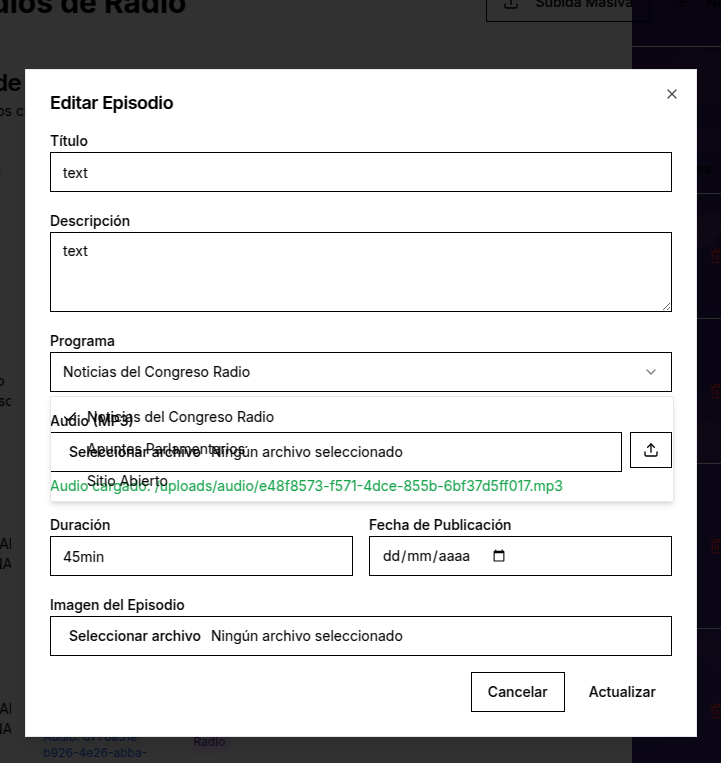 dios de Radio
Subida Masiva
de
os c
Editar Episodio
Título
text
Descripción
text
Programa
Noticias del Congreso Radio
Noticias del Congreso Radio
Audio (MP3)
Apuntes Parlamentarios
Seleccionar archivo Ningún archivo seleccionado
Sitio Abierto
Audio cargado: /uploads/audio/e48f8573-f571-4dce-855b-6bf37d5ff017.mp3
Duración
Fecha de Publicación
45min
dd/mm/aaaa
Imagen del Episodio
Seleccionar archivo Ningún archivo seleccionado
Cancelar
Actualizar
Radio
b926-4e26-abba-